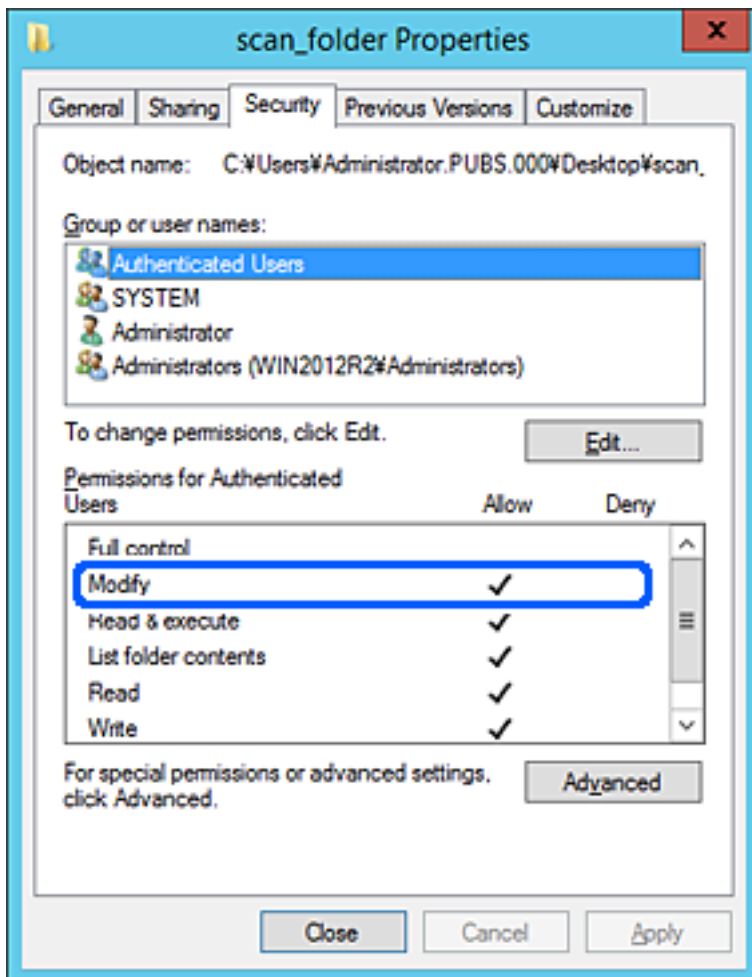 scan_folder Properties
x
General Sharing Security Previous Versions Customize
Object name: C:¥Users¥Administrator.PUBS.000¥Desktop¥scan_
Group or user names:
Authenticated Users
SYSTEM
Administrator
Administrators (WIN2012R2¥Administrators)
To change permissions, click Edit.
Edit...
Permissions for Authenticated
Users Allow Deny
Full control
Modify
Read & execute
List folder contents
Read
Write
For special permissions or advanced settings,
click Advanced.
Advanced
Close Cancel Apply